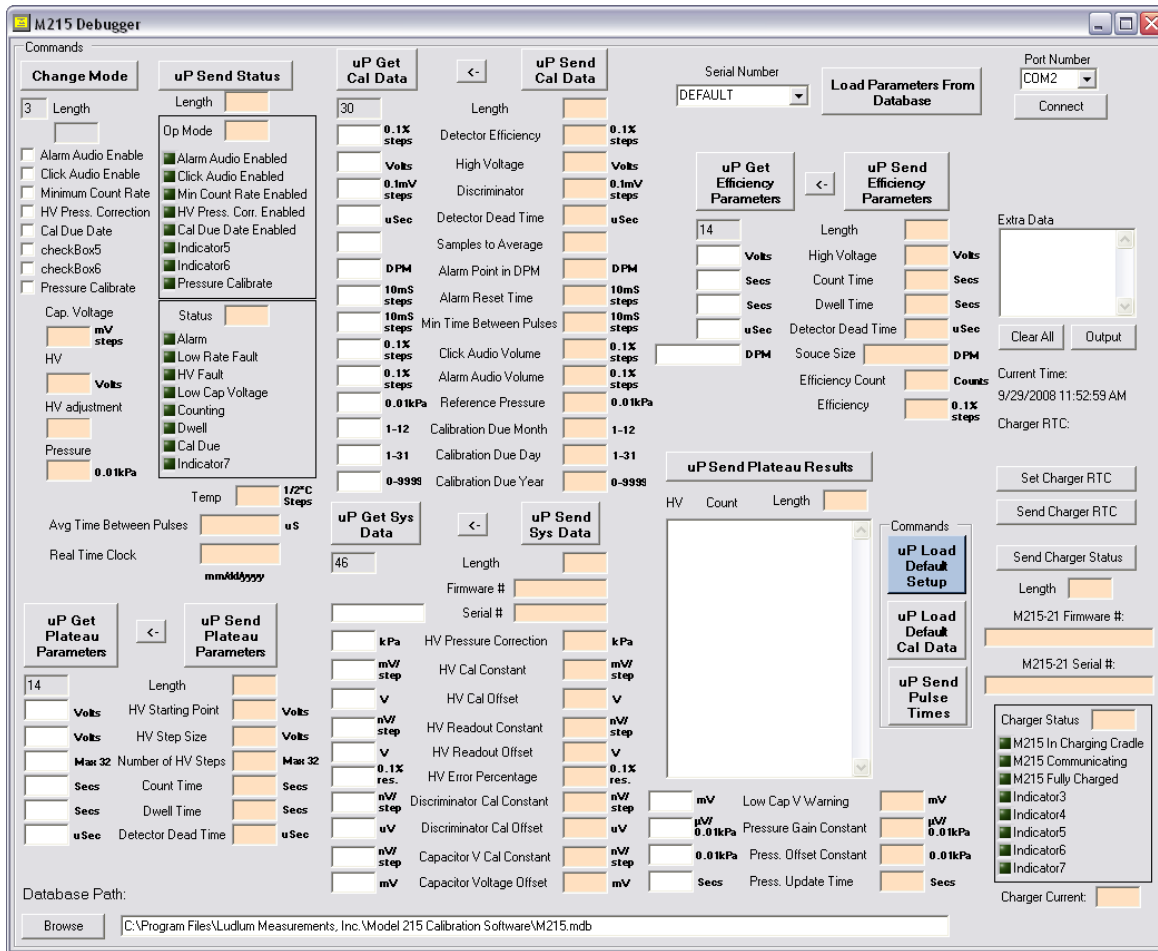 M215 Debugger
Commands
Change Mode
3 Length
Alarm Audio Enable
Click Audio Enable
Minimum Count Rate
HV Press. Correction
Cal Due Date
checkBox5
checkBox6
Pressure Calibrate
Cap. Voltage
mV steps
HV
Volts
HV adjustment
Pressure
0.01kPa
uP Send Status
Length
Op Mode
Alarm Audio Enabled
Click Audio Enabled
Min Count Rate Enabled
HV Press. Corr. Enabled
Cal Due Date Enabled
Indicator5
Indicator6
Pressure Calibrate
Status
Alarm
Low Rate Fault
HV Fault
Low Cap Voltage
Counting
Dwell
Cal Due
Indicator7
Temp 1/2*C Steps
Avg Time Between Pulses uS
Real Time Clock
mm/dd/yyyy
uP Get Plateau Parameters
<-
uP Send Plateau Parameters
14 Length
Volts HV Starting Point Volts
Volts HV Step Size Volts
Max 32 Number of HV Steps Max 32
Secs Count Time Secs
Secs Dwell Time Secs
uSec Detector Dead Time uSec
uP Get Cal Data
<-
uP Send Cal Data
30 Length
0.1% steps Detector Efficiency 0.1% steps
Volts High Voltage Volts
0.1mV steps Discriminator 0.1mV steps
uSec Detector Dead Time uSec
Samples to Average
DPM Alarm Point in DPM DPM
10mS steps Alarm Reset Time 10mS steps
10mS steps Min Time Between Pulses 10mS steps
0.1% steps Click Audio Volume 0.1% steps
0.1% steps Alarm Audio Volume 0.1% steps
0.01kPa Reference Pressure 0.01kPa
1-12 Calibration Due Month 1-12
1-31 Calibration Due Day 1-31
0-9999 Calibration Due Year 0-9999
uP Get Sys Data
<-
uP Send Sys Data
46 Length
Firmware #
Serial #
kPa HV Pressure Correction kPa
mV/ step HV Cal Constant mV/ step
V HV Cal Offset V
nV/ step HV Readout Constant nV/ step
V HV Readout Offset V
0.1% res. HV Error Percentage 0.1% res.
nV/ step Discriminator Cal Constant nV/ step
uV Discriminator Cal Offset uV
nV/ step Capacitor V Cal Constant nV/ step
mV Capacitor Voltage Offset mV
mV Low Cap V Warning mV
µV/ 0.01kPa Pressure Gain Constant µV/ 0.01kPa
0.01kPa Press. Offset Constant 0.01kPa
Secs Press. Update Time Secs
Serial Number
DEFAULT
Load Parameters From Database
Port Number
COM2
Connect
uP Get Efficiency Parameters
<-
uP Send Efficiency Parameters
14 Length
Volts High Voltage Volts
Secs Count Time Secs
Secs Dwell Time Secs
uSec Detector Dead Time uSec
DPM Souce Size DPM
Efficiency Count Counts
Efficiency 0.1% steps
Extra Data
Clear All
Output
Current Time:
9/29/2008 11:52:59 AM
Charger RTC:
uP Send Plateau Results
HV Count Length
Commands
uP Load Default Setup
uP Load Default Cal Data
uP Send Pulse Times
Set Charger RTC
Send Charger RTC
Send Charger Status
Length
M215-21 Firmware #:
M215-21 Serial #:
Charger Status
M215 In Charging Cradle
M215 Communicating
M215 Fully Charged
Indicator3
Indicator4
Indicator5
Indicator6
Indicator7
Charger Current:
Database Path:
Browse
C:\Program Files\Ludlum Measurements, Inc.\Model 215 Calibration Software\M215.mdb